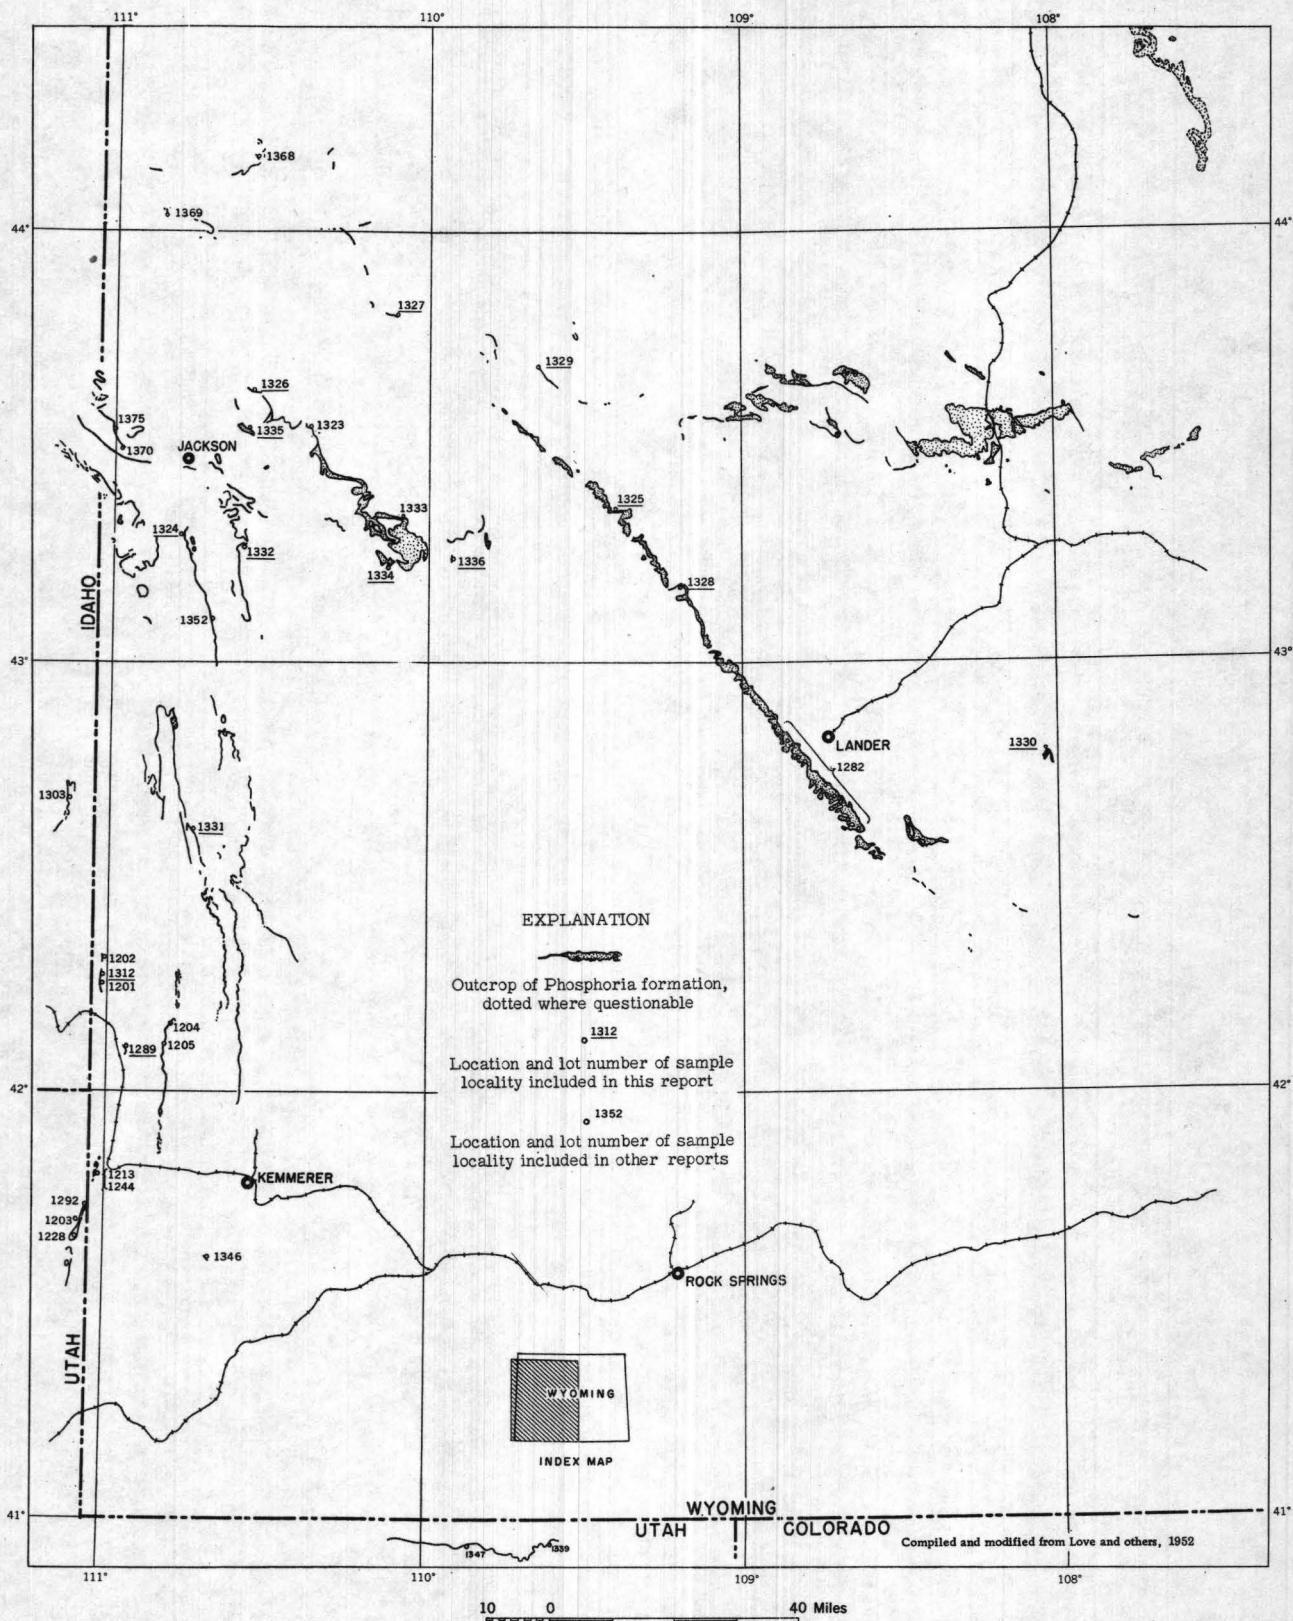 111° 110° 109° 108°
1368
1369
44° 44°
1327
1329
1326
1375
1335
1323
1370
JACKSON
1325
1333
1324
1332
1336
1334
1328
IDAHO
1352
43° 43°
LANDER
1330
1282
1303
1331
EXPLANATION
Outcrop of Phosphoria formation,
dotted where questionable
1312
Location and lot number of sample
locality included in this report
1352
Location and lot number of sample
locality included in other reports
1202
1312
1201
1204
1289
1205
42° 42°
1213
1244
KEMMERER
1292
1203
1228
1346
ROCK SPRINGS
UTAH
WYOMING
INDEX MAP
41° 41°
WYOMING
UTAH COLORADO
Compiled and modified from Love and others, 1952
1347
1339
111° 110° 109° 108°
10 0 40 Miles